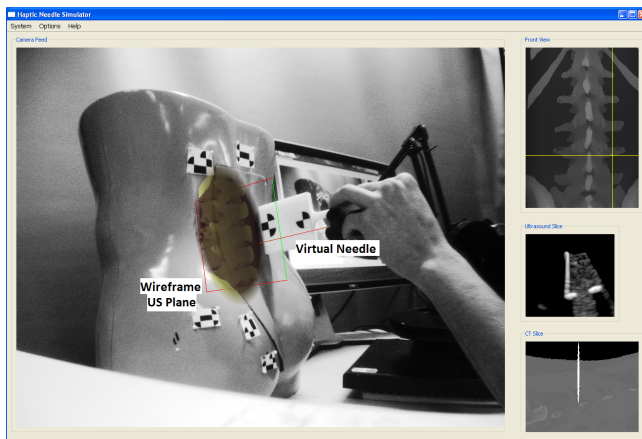 Haptic Needle Simulator
System Options Help
Camera Feed
Front View
Virtual Needle
Wireframe
US Plane
Ultrasound Slice
CT Slice